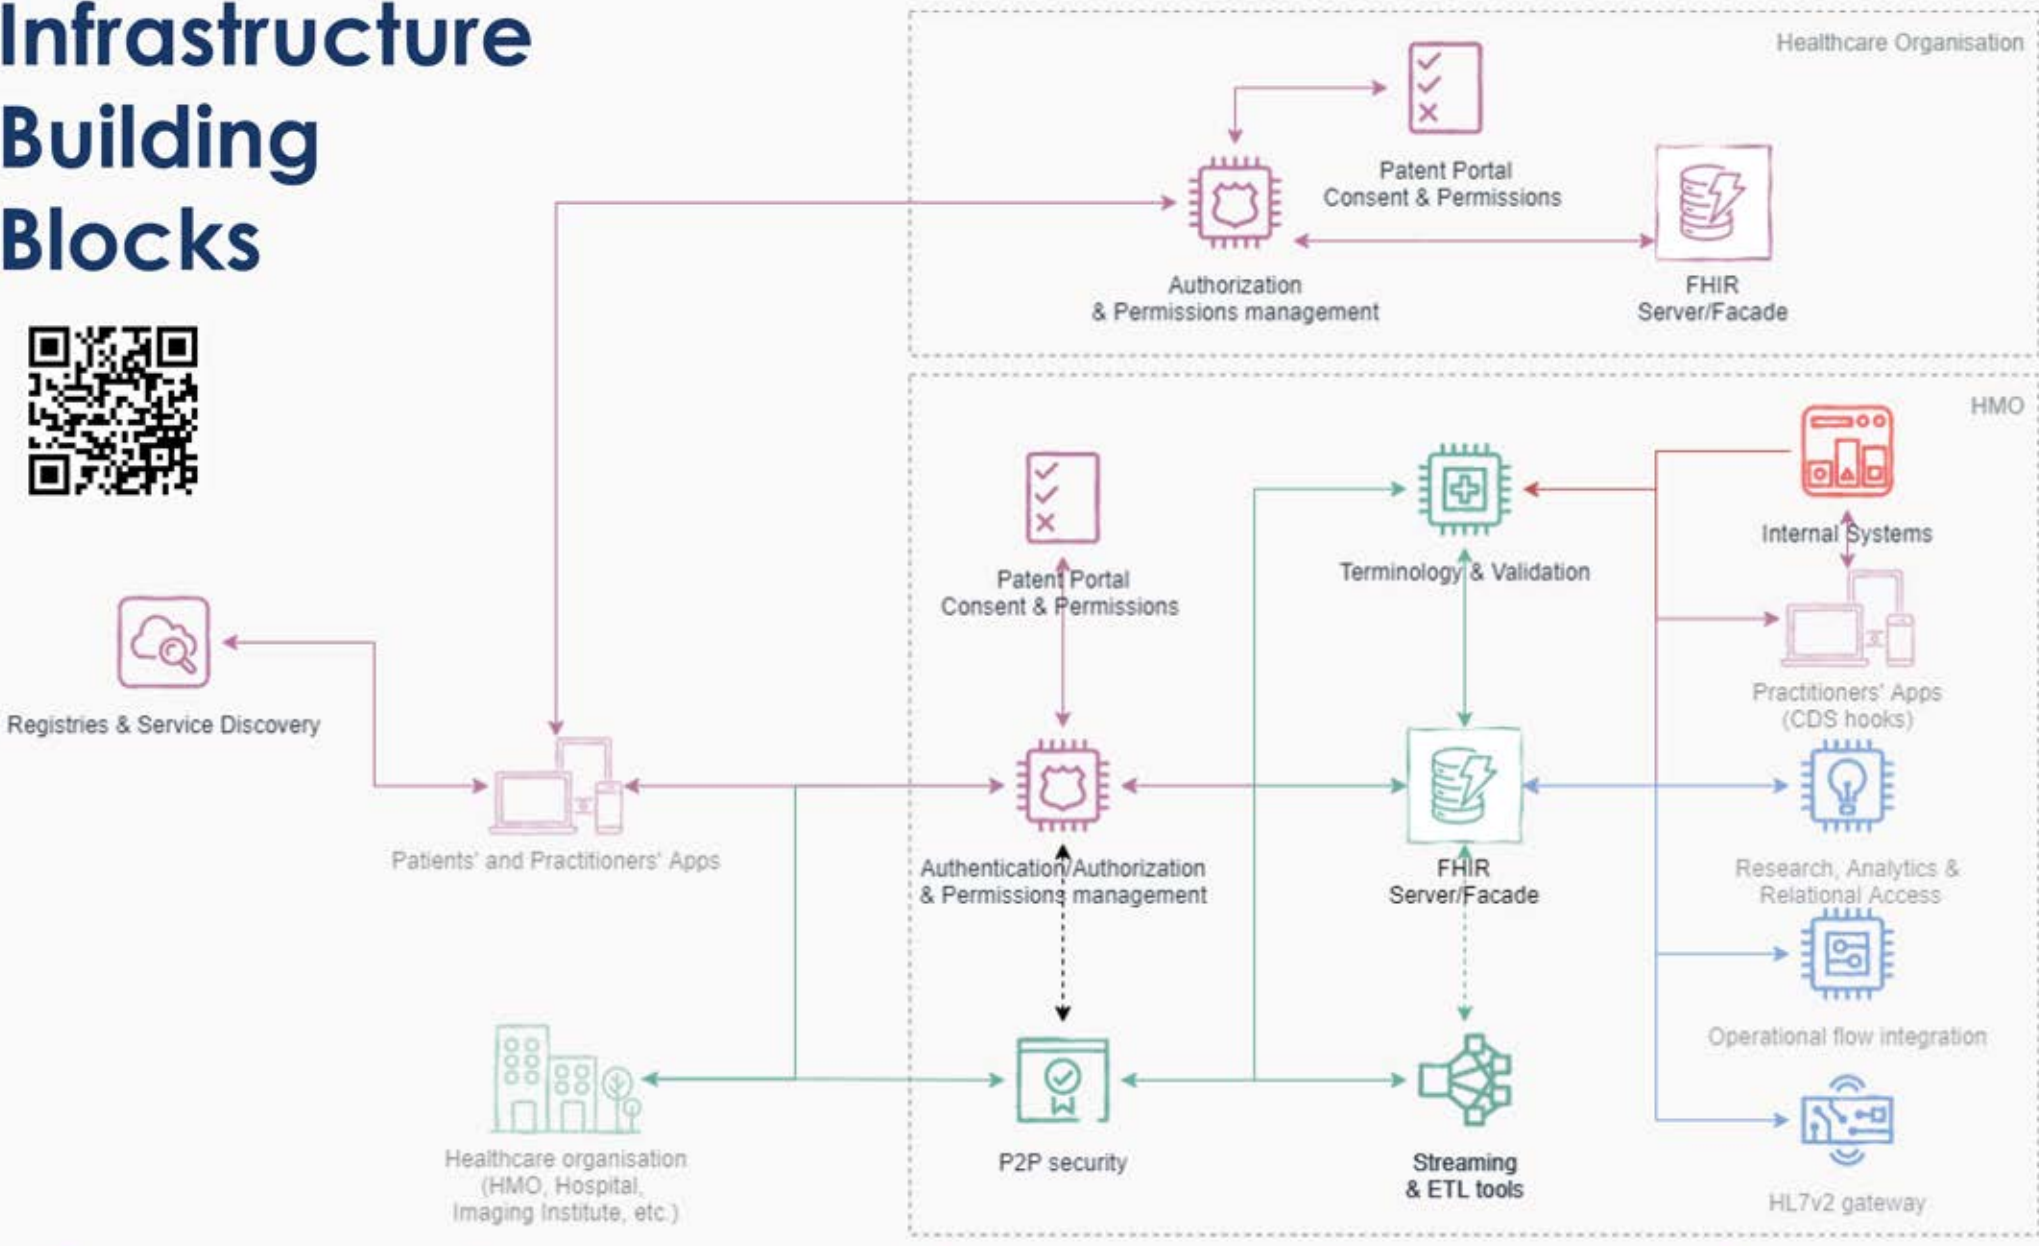 Infrastructure
Building
Blocks
Healthcare Organisation
Patent Portal
Consent & Permissions
Authorization
& Permissions management
FHIR
Server/Facade
HMO
Internal Systems
Patent Portal
Consent & Permissions
Terminology & Validation
Practitioners' Apps
(CDS hooks)
Registries & Service Discovery
Patients' and Practitioners' Apps
Authentication/Authorization
& Permissions management
FHIR
Server/Facade
Research, Analytics &
Relational Access
Operational flow integration
Healthcare organisation
(HMO, Hospital,
Imaging Institute, etc.)
P2P security
Streaming
& ETL tools
HL7v2 gateway